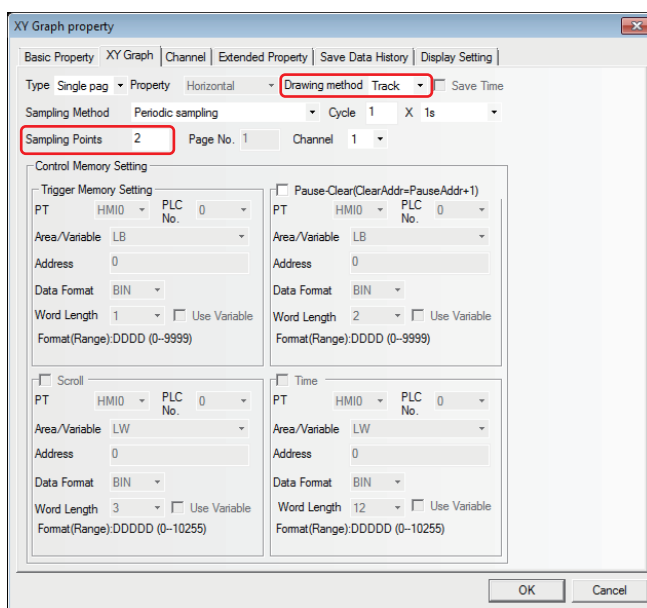 XY Graph property
Basic Property XY Graph Channel Extended Property Save Data History Display Setting
Type Single pag Property Horizontal Drawing method Track Save Time
Sampling Method Periodic sampling Cycle 1 X 1s
Sampling Points 2 Page No. 1 Channel 1
Control Memory Setting
Trigger Memory Setting
PT HMI0 PLC No. 0
Area/Variable LB
Address 0
Data Format BIN
Word Length 1 Use Variable
Format(Range):DDDD (0--9999)
Pause-Clear(ClearAddr=PauseAddr+1)
PT HMI0 PLC No. 0
Area/Variable LB
Address 0
Data Format BIN
Word Length 2 Use Variable
Format(Range):DDDD (0--9999)
Scroll
PT HMI0 PLC No. 0
Area/Variable LW
Address 0
Data Format BIN
Word Length 3 Use Variable
Format(Range):DDDDD (0--10255)
Time
PT HMI0 PLC No. 0
Area/Variable LW
Address 0
Data Format BIN
Word Length 12 Use Variable
Format(Range):DDDDD (0--10255)
OK Cancel